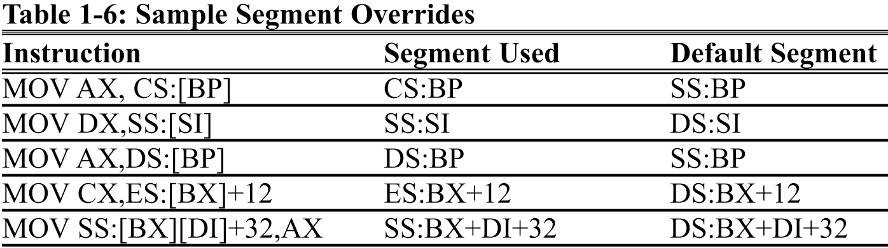 Table 1-6: Sample Segment Overrides
Instruction Segment Used Default Segment
MOV AX, CS:[BP] CS:BP SS:BP
MOV DX,SS:[SI] SS:SI DS:SI
MOV AX,DS:[BP] DS:BP SS:BP
MOV CX,ES:[BX]+12 ES:BX+12 DS:BX+12
MOV SS:[BX][DI]+32,AX SS:BX+DI+32 DS:BX+DI+32